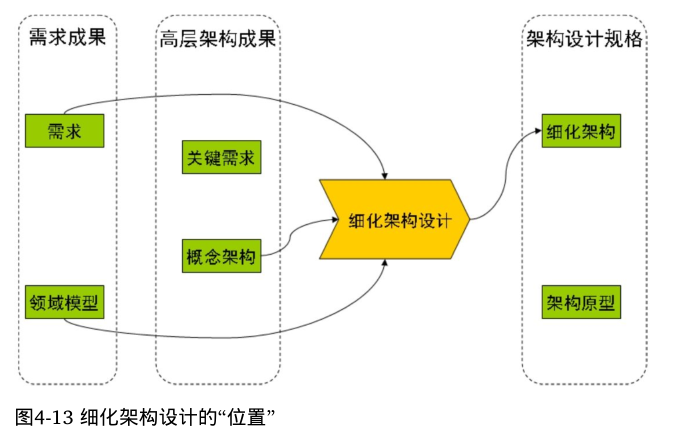 需求成果
高层架构成果
架构设计规格
需求
细化架构
关键需求
细化架构设计
概念架构
领域模型
架构原型
图4-13 细化架构设计的“位置”